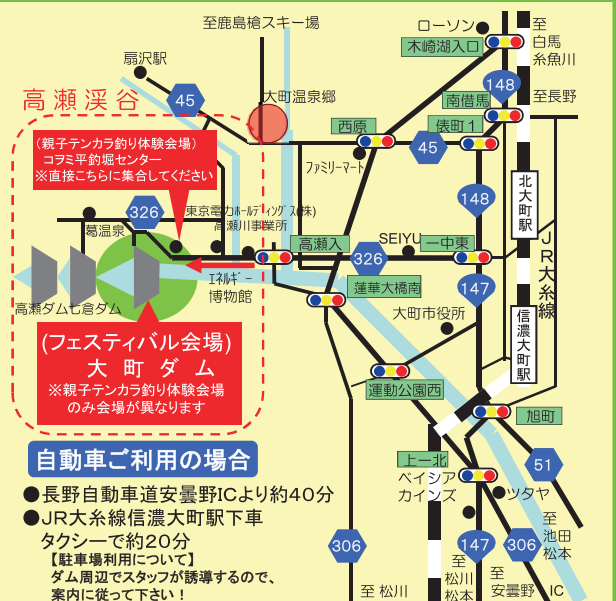 至鹿島槍スキー場
ローソン
至白馬糸魚川
木崎湖入口
扇沢駅
148
高瀬渓谷
45
大町温泉郷
南借馬
至長野
西原
俵町1
(親子テンカラ釣り体験会場)
コラミ平釣堀センター
※直接こちらに集合してください
ファミリーマート
45
148
北大町駅
326
東京電力ホールディングス(株)
高瀬川事業所
葛温泉
高瀬入
326
SEIYU
一中東
JR大糸線
エネルギー
博物館
蓮華大橋南
147
高瀬ダム
七倉ダム
大町市役所
信濃大町駅
(フェスティバル会場)
大町ダム
※親子テンカラ釣り体験会場
のみ会場が異なります
運動公園西
旭町
自動車ご利用の場合
上一北
ベイシア
カインズ
51
●長野自動車道安曇野ICより約40分
ツタヤ
●JR大糸線信濃大町駅下車
タクシーで約20分
至池田松本
306
147
306
【駐車場利用について】
ダム周辺でスタッフが誘導するので、
案内に従って下さい!
至 松川
至松川松本
至安曇野 IC